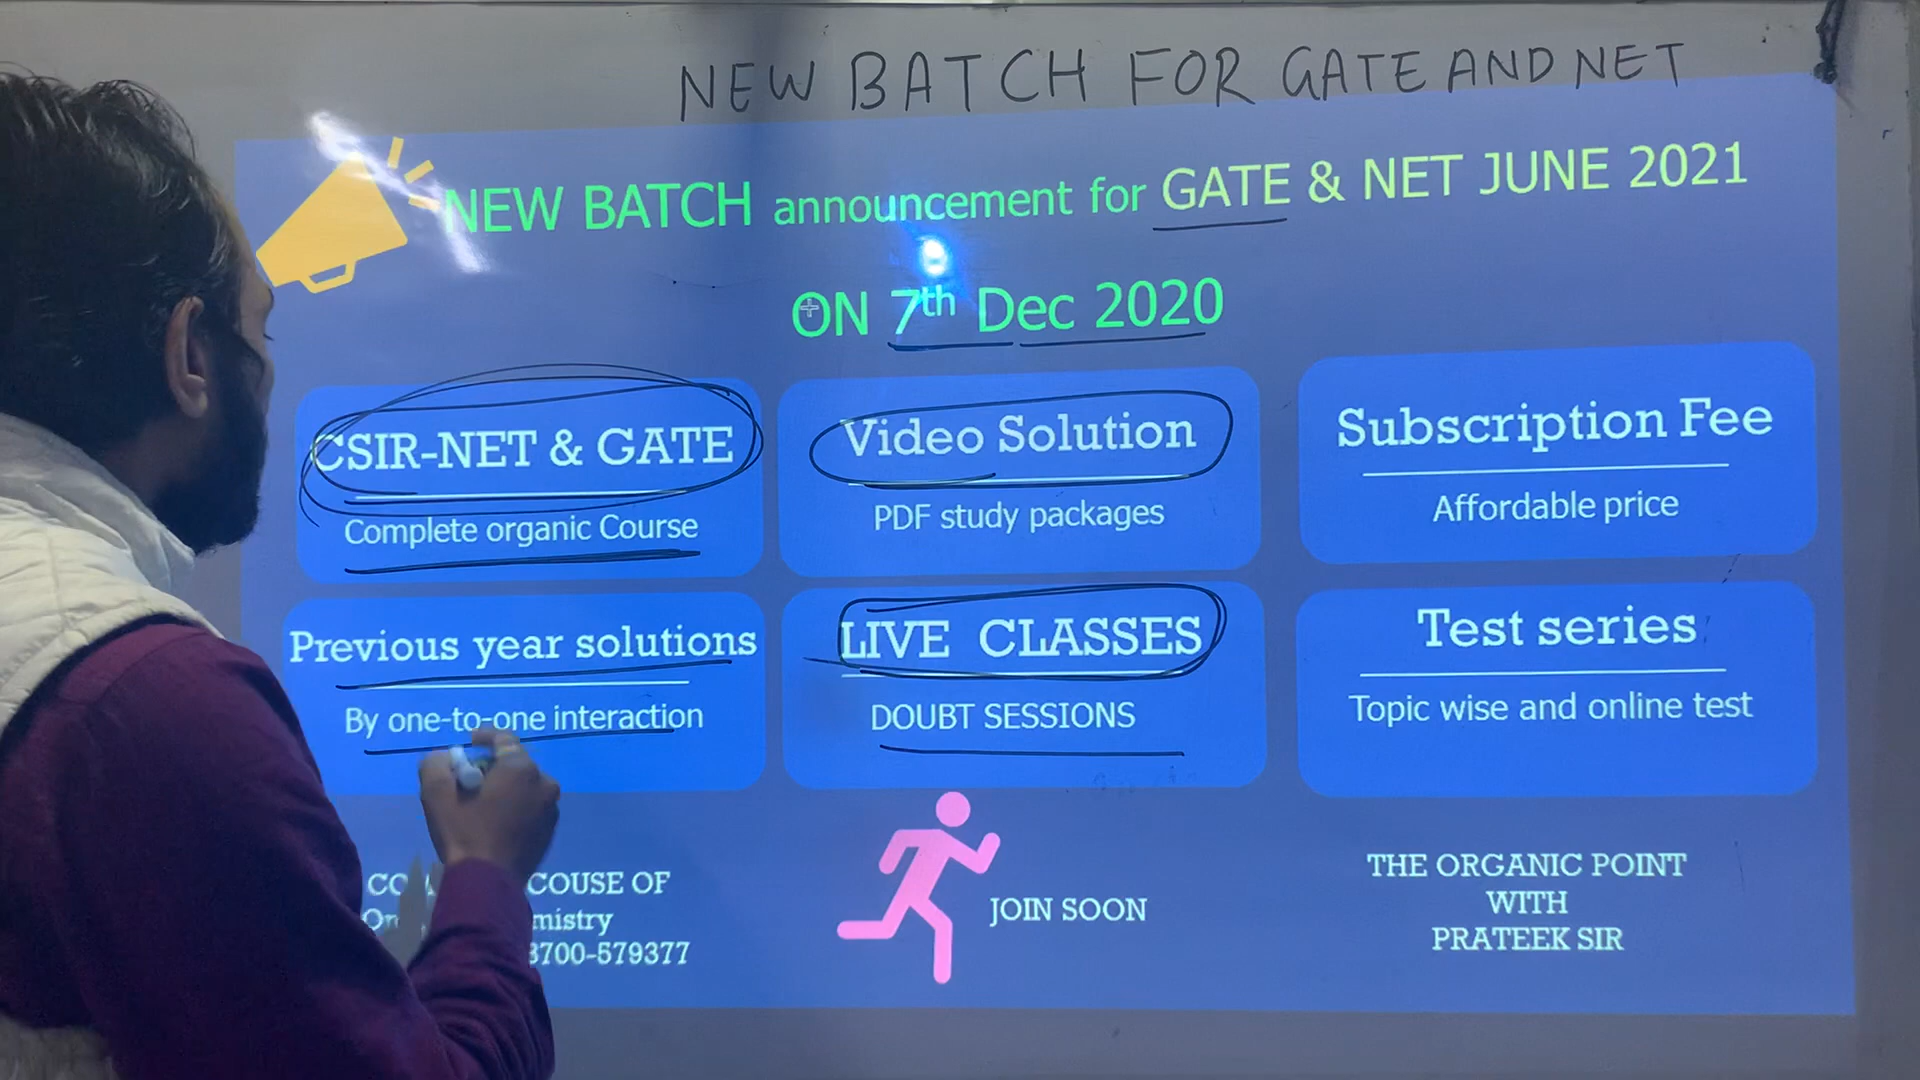 NEW BATCH FOR GATE AND NET
NEW BATCH announcement for GATE & NET JUNE 2021
ON 7th Dec 2020
CSIR-NET & GATE
Complete organic Course
Video Solution
PDF study packages
Subscription Fee
Affordable price
Previous year solutions
By one-to-one interaction
LIVE CLASSES
DOUBT SESSIONS
Test series
Topic wise and online test
COUSE OF
JOIN SOON
THE ORGANIC POINT
WITH
PRATEEK SIR